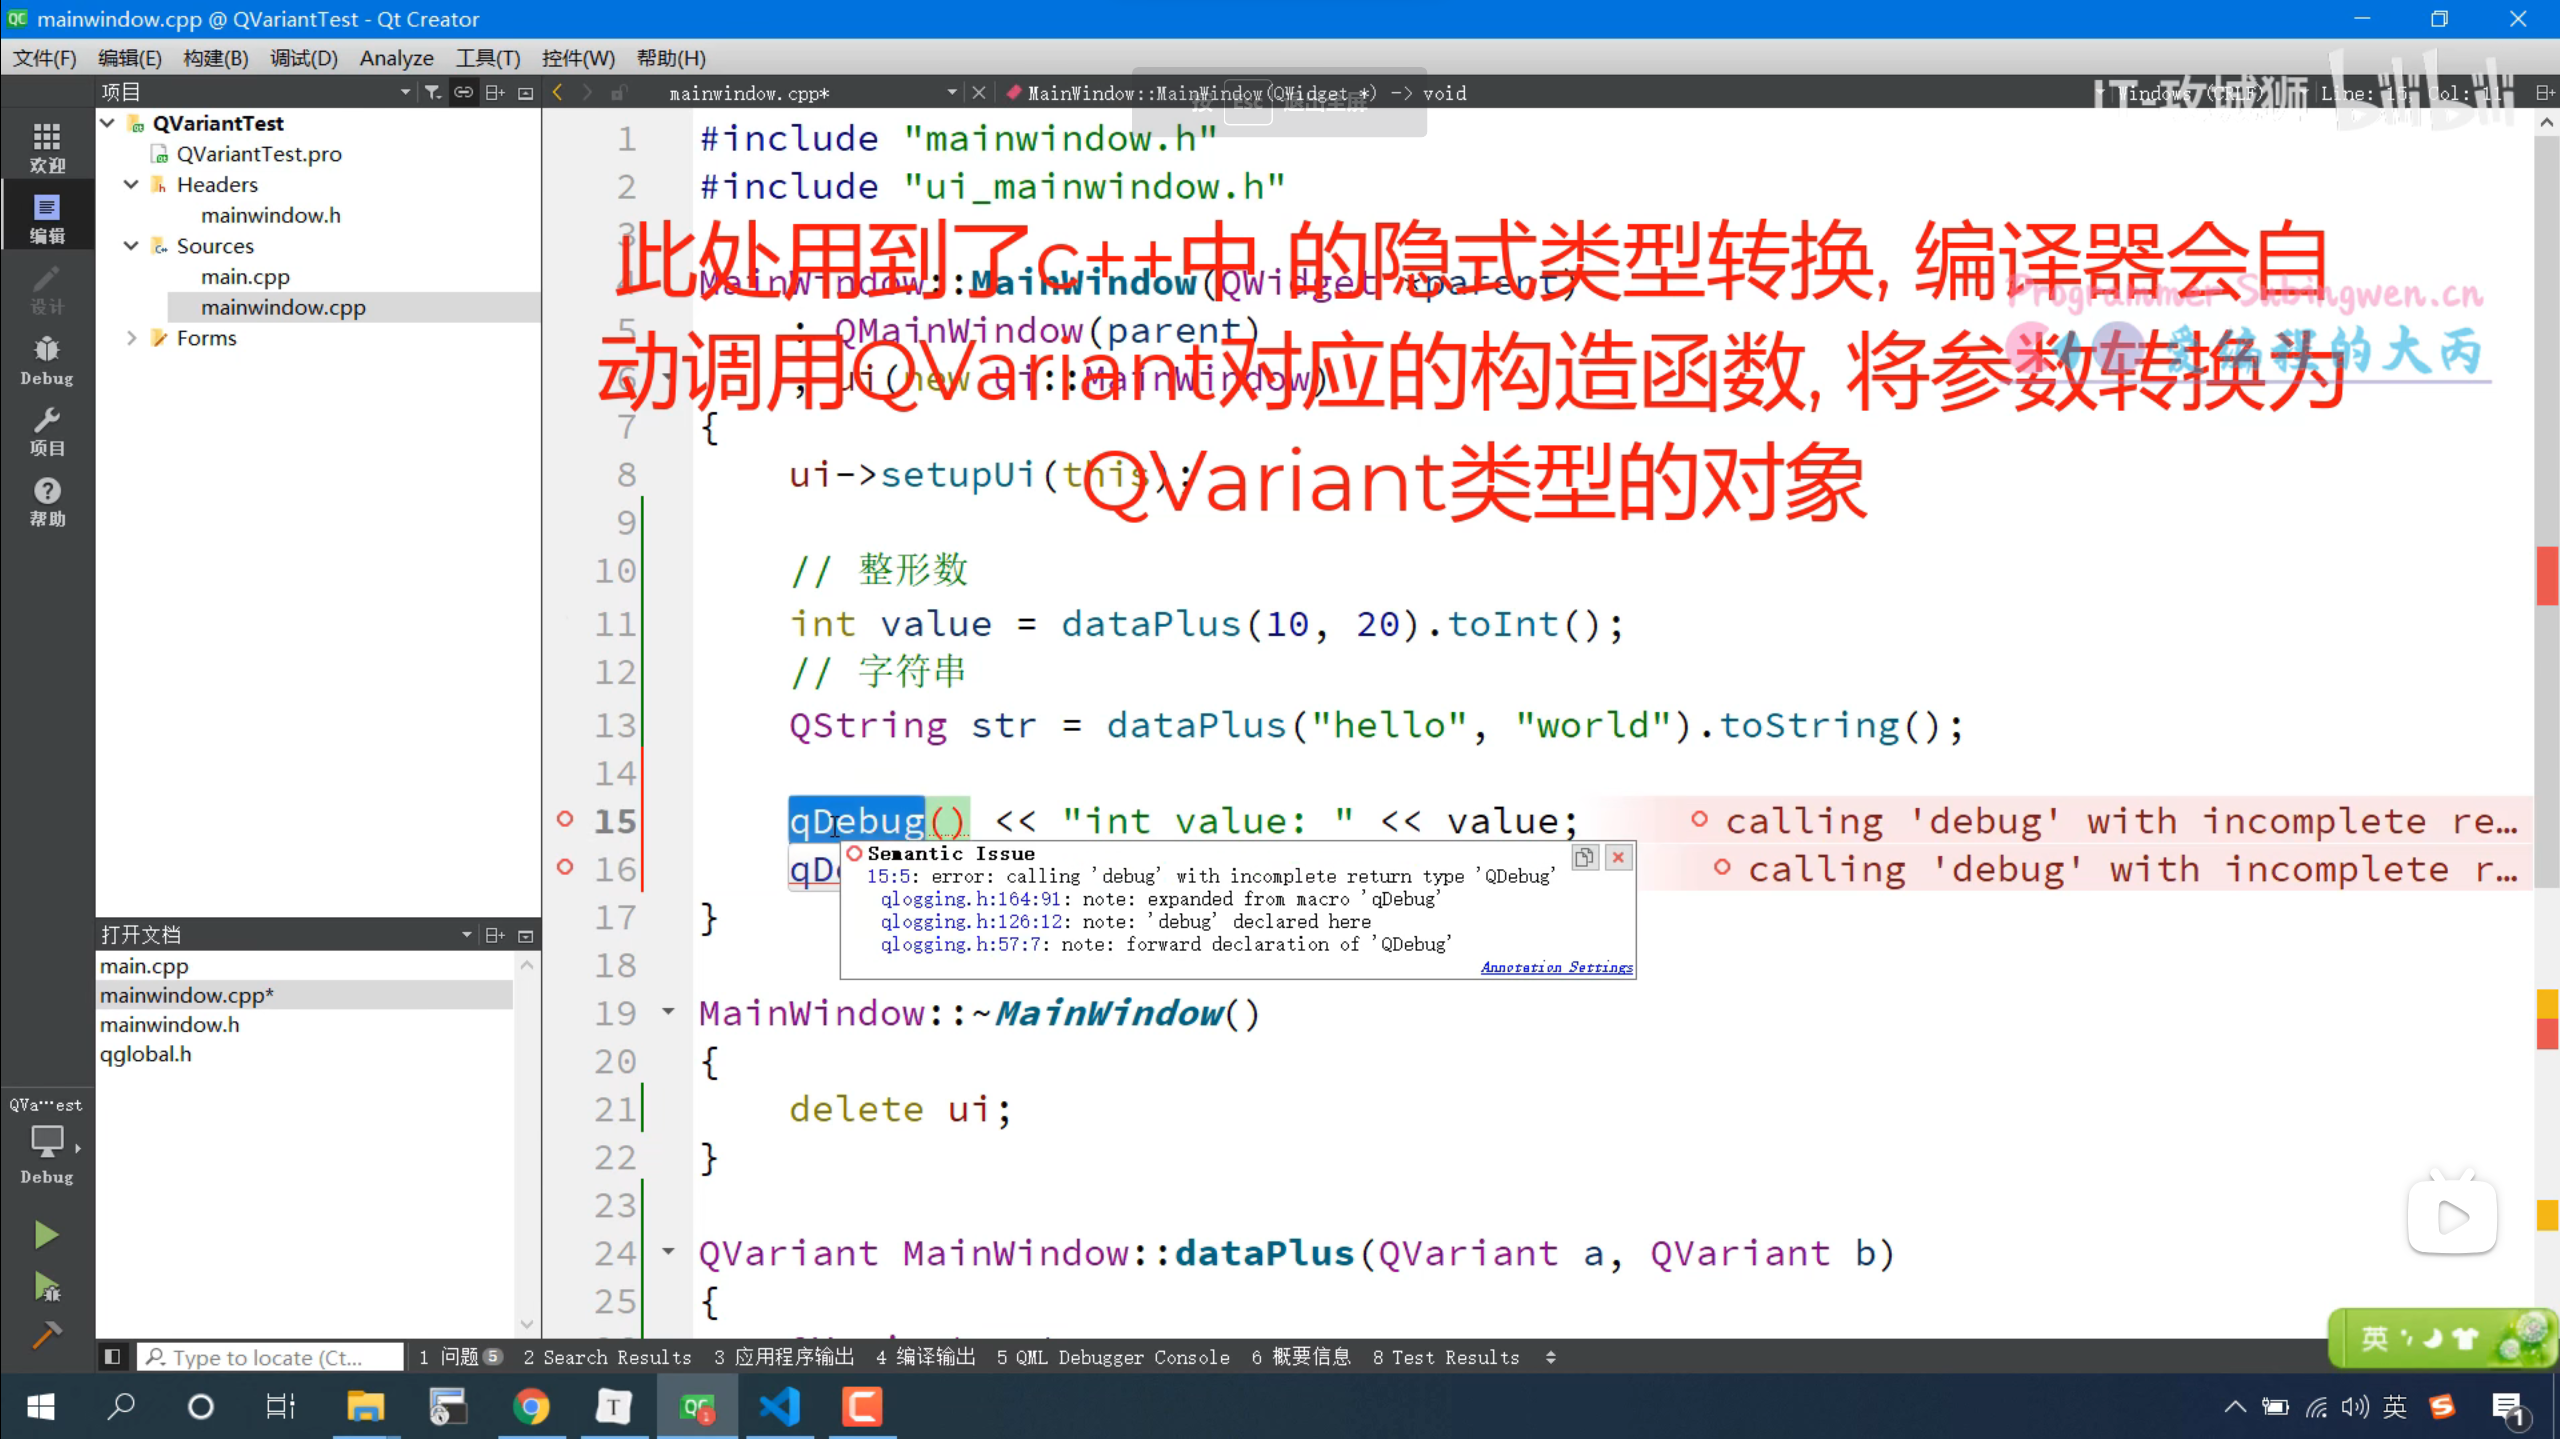 mainwindow.cpp @ QVariantTest - Qt Creator
文件(F) 编辑(E) 构建(B) 调试(D) Analyze 工具(T) 控件(W) 帮助(H)
项目
mainwindow.cpp*
MainWindow::MainWindow(QWidget *) -> void
Windows (CRLF)
Line: 15, Col: 11
按 Esc 退出全屏
IT-攻城狮
bilibili
欢迎
编辑
设计
Debug
项目
帮助
QVariantTest
QVariantTest.pro
Headers
mainwindow.h
Sources
main.cpp
mainwindow.cpp
Forms
打开文档
main.cpp
mainwindow.cpp*
mainwindow.h
qglobal.h
QVa···est
Debug
此处用到了c++中 的隐式类型转换, 编译器会自
动调用QVariant对应的构造函数, 将参数转换为
QVariant类型的对象
Programmer Subingwen.cn
爱编程的大丙
1 #include "mainwindow.h"
2 #include "ui_mainwindow.h"
3
4 MainWindow::MainWindow(QWidget *parent)
5 : QMainWindow(parent)
6 , ui(new Ui::MainWindow)
7 {
8 ui->setupUi(this);
9
10 // 整形数
11 int value = dataPlus(10, 20).toInt();
12 // 字符串
13 QString str = dataPlus("hello", "world").toString();
14
15 qDebug() << "int value: " << value; calling 'debug' with incomplete re...
16 qDe calling 'debug' with incomplete r...
Semantic Issue
15:5: error: calling 'debug' with incomplete return type 'QDebug'
qlogging.h:164:91: note: expanded from macro 'qDebug'
qlogging.h:126:12: note: 'debug' declared here
qlogging.h:57:7: note: forward declaration of 'QDebug'
Annotation Settings
17 }
18
19 MainWindow::~MainWindow()
20 {
21 delete ui;
22 }
23
24 QVariant MainWindow::dataPlus(QVariant a, QVariant b)
25 {
Type to locate (Ct...
1 问题 5 2 Search Results 3 应用程序输出 4 编译输出 5 QML Debugger Console 6 概要信息 8 Test Results
英
英
1